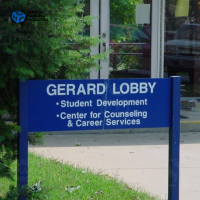 GERARD LOBBY
•Student Development
•Center for Counseling
& Career Services